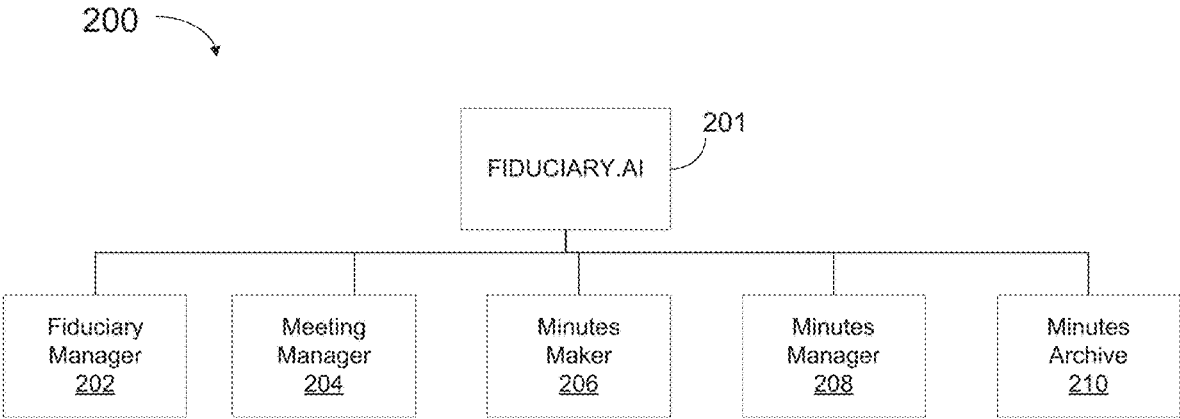 200
201
FIDUCIARY.AI
Fiduciary
Manager
202
Meeting
Manager
204
Minutes
Maker
206
Minutes
Manager
208
Minutes
Archive
210